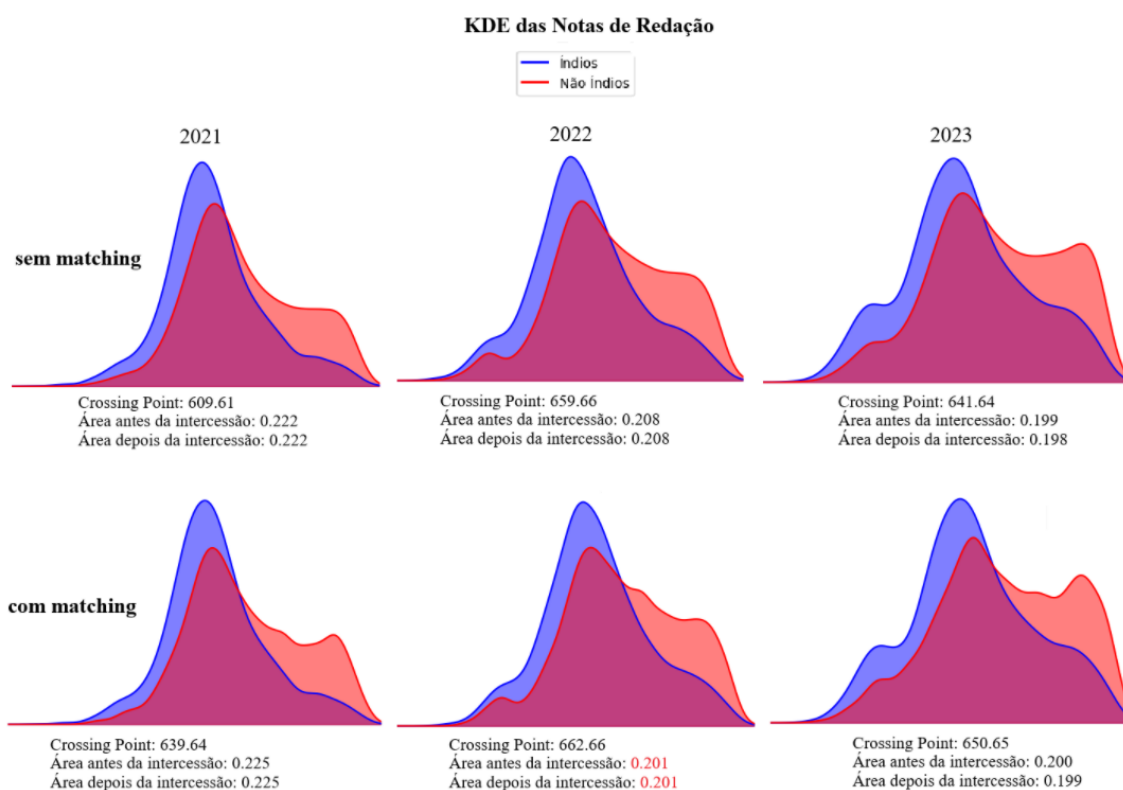 KDE das Notas de Redação
Índios
Não Índios
2021
2022
2023
sem matching
Crossing Point: 609.61
Área antes da intercessão: 0.222
Área depois da intercessão: 0.222
Crossing Point: 659.66
Área antes da intercessão: 0.208
Área depois da intercessão: 0.208
Crossing Point: 641.64
Área antes da intercessão: 0.199
Área depois da intercessão: 0.198
com matching
Crossing Point: 639.64
Área antes da intercessão: 0.225
Área depois da intercessão: 0.225
Crossing Point: 662.66
Área antes da intercessão: 0.201
Área depois da intercessão: 0.201
Crossing Point: 650.65
Área antes da intercessão: 0.200
Área depois da intercessão: 0.199